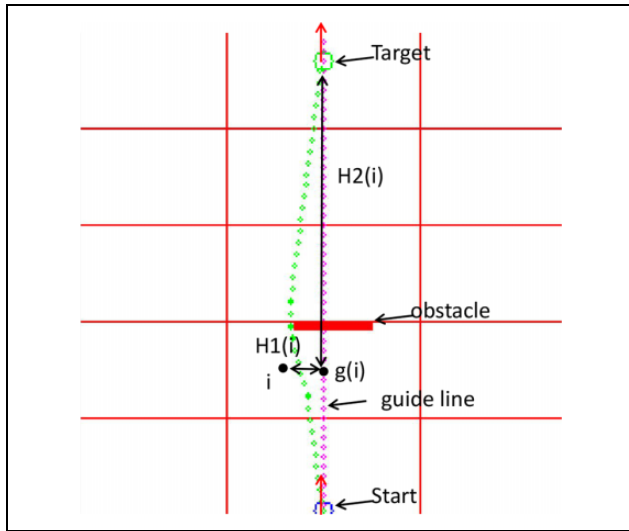 Target
H2(i)
obstacle
H1(i)
i
g(i)
guide line
Start